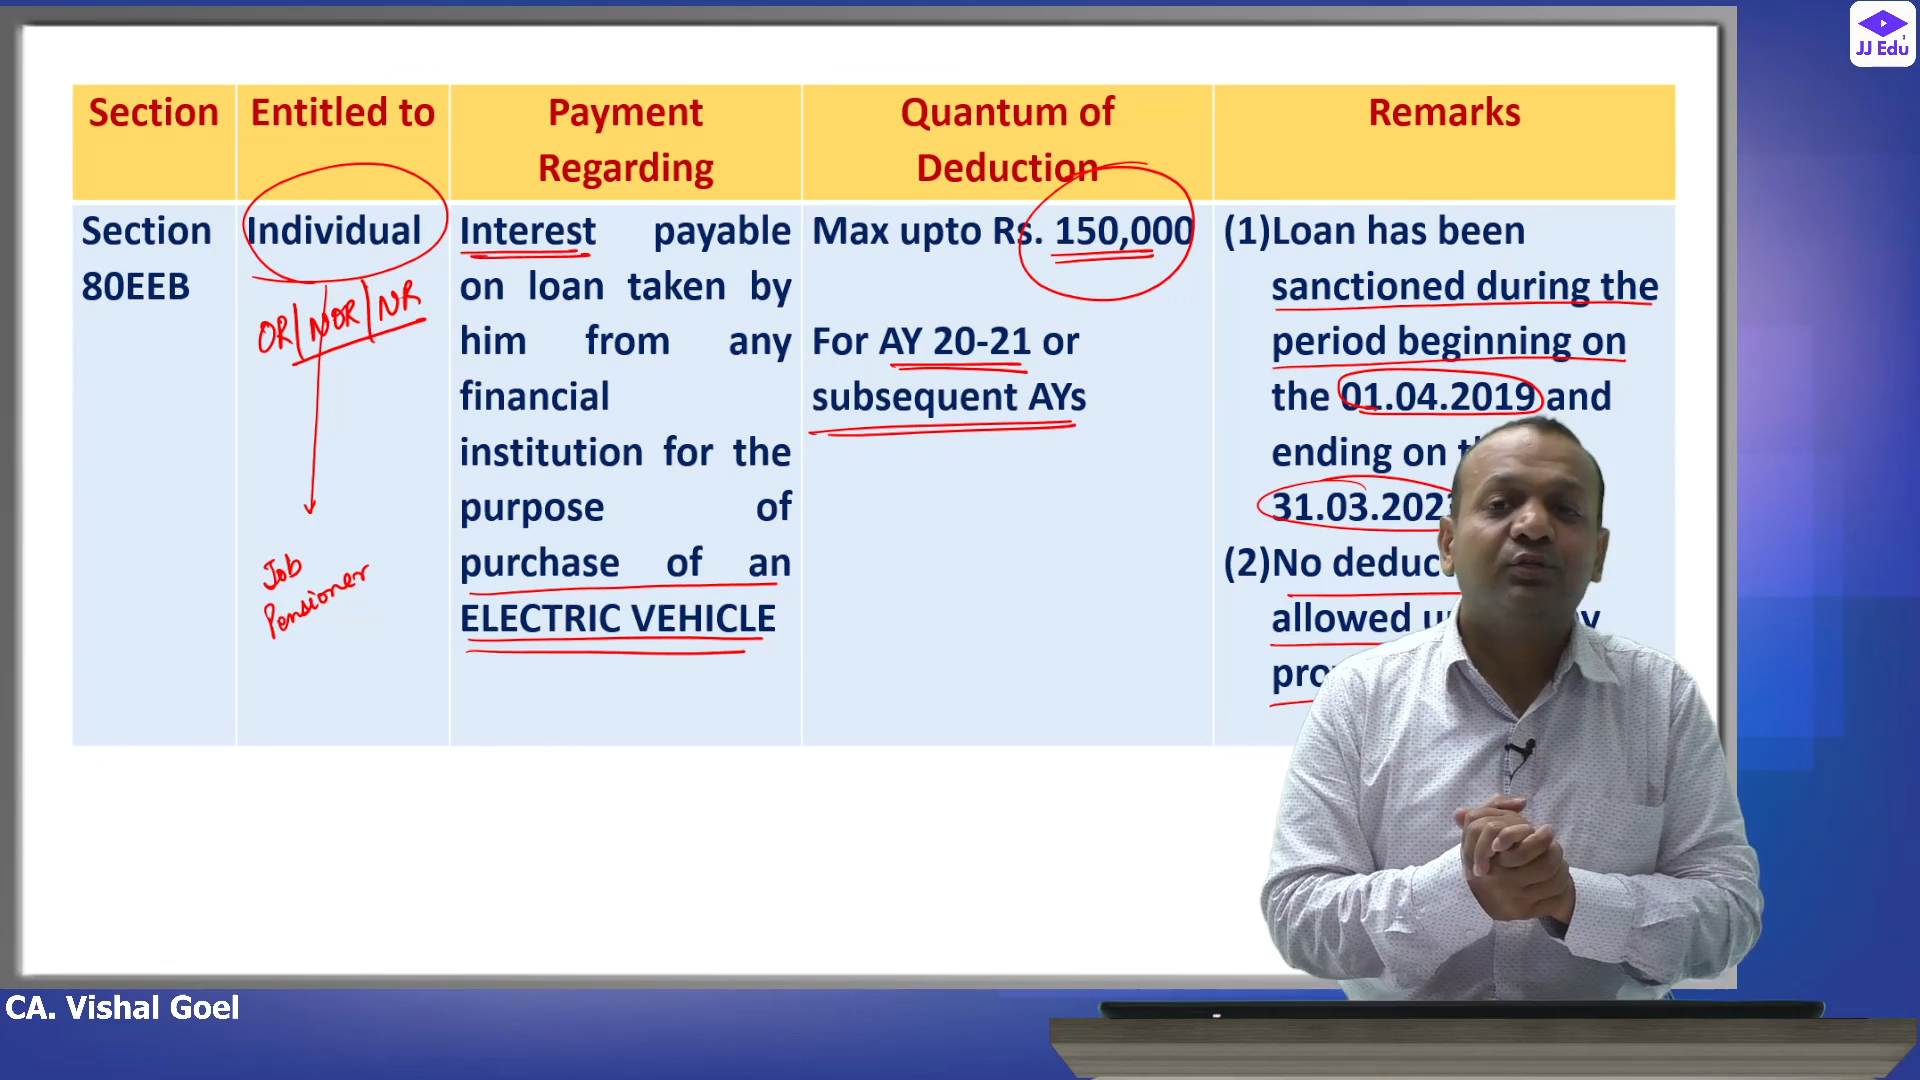 JJ Edu
Section
Entitled to
Payment
Regarding
Quantum of
Deduction
Remarks
Section
80EEB
Individual
OR|NOR|NR
Job
Pensioner
Interest payable
on loan taken by
him from any
financial
institution for the
purpose of
purchase of an
ELECTRIC VEHICLE
Max upto Rs. 150,000
For AY 20-21 or
subsequent AYs
(1)Loan has been
sanctioned during the
period beginning on
the 01.04.2019 and
ending on
31.03.202
(2)No
allowed
CA. Vishal Goel